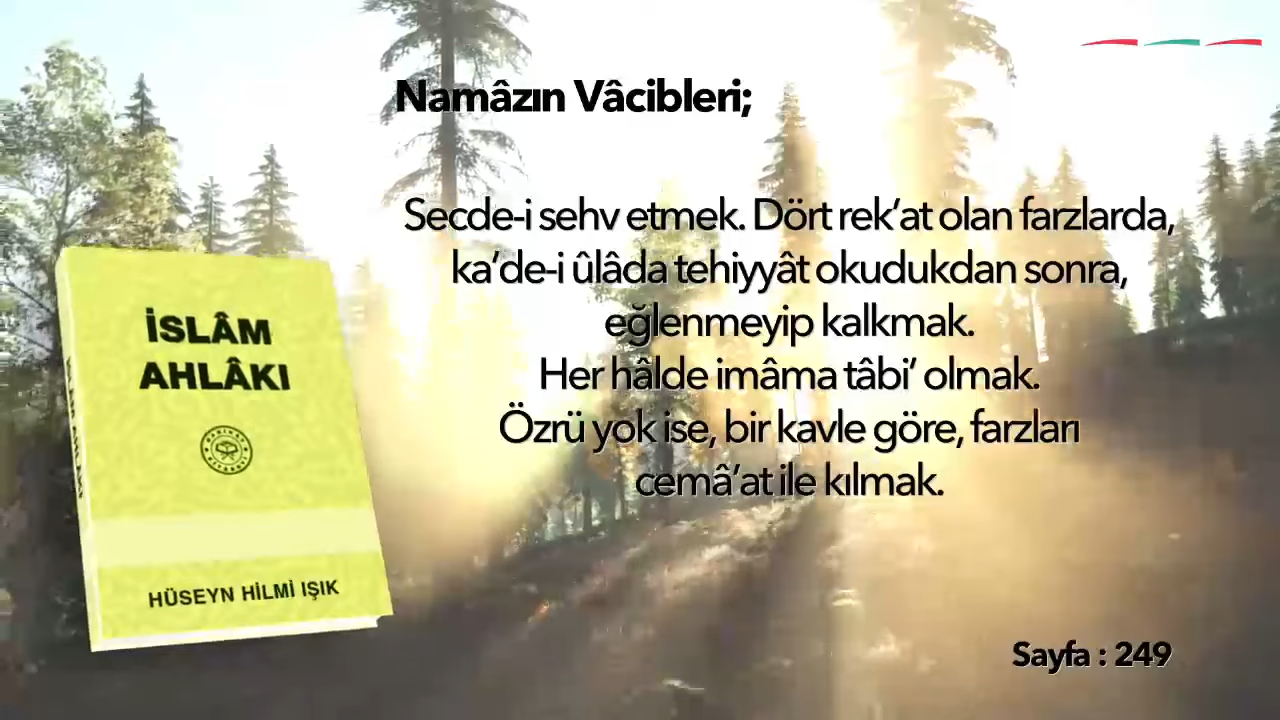 Namâzın Vâcibleri;
Secde-i sehv etmek. Dört rek’at olan farzlarda,
ka’de-i ûlâda tehiyyât okudukdan sonra,
eğlenmeyip kalkmak.
Her hâlde imâma tâbi’ olmak.
Özrü yok ise, bir kavle göre, farzları
cemâ’at ile kılmak.
İSLÂM
AHLÂKI
HÜSEYN HİLMİ IŞIK
Sayfa : 249